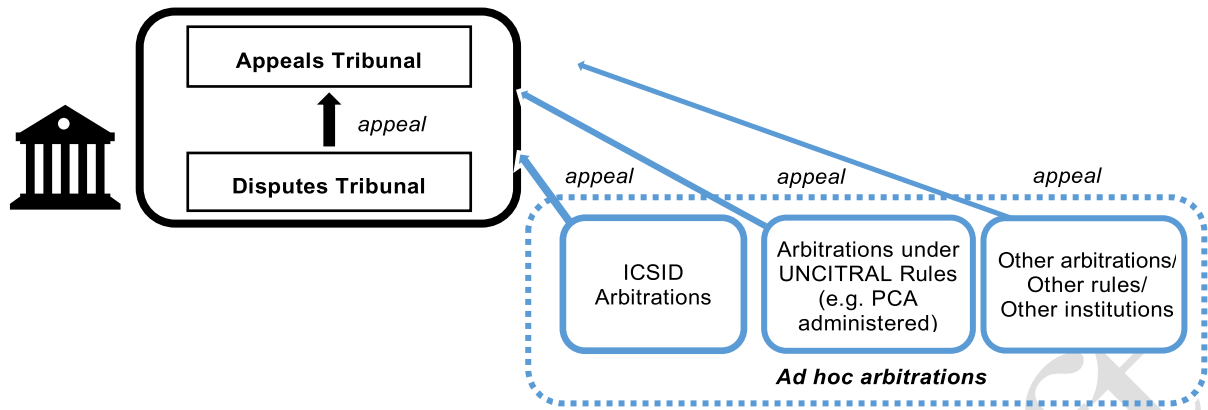 Appeals Tribunal
appeal
Disputes Tribunal
appeal
appeal
appeal
ICSID
Arbitrations
Arbitrations under
UNCITRAL Rules
(e.g. PCA
administered)
Other arbitrations/
Other rules/
Other institutions
Ad hoc arbitrations